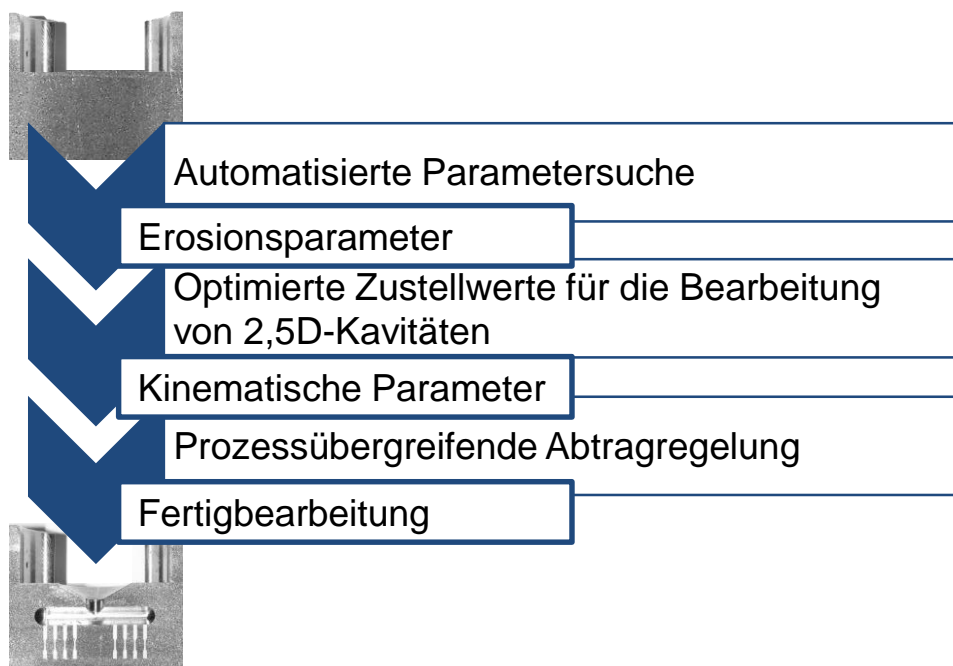 Automatisierte Parametersuche
Erosionsparameter
Optimierte Zustellwerte für die Bearbeitung
von 2,5D-Kavitäten
Kinematische Parameter
Prozessübergreifende Abtragregelung
Fertigbearbeitung